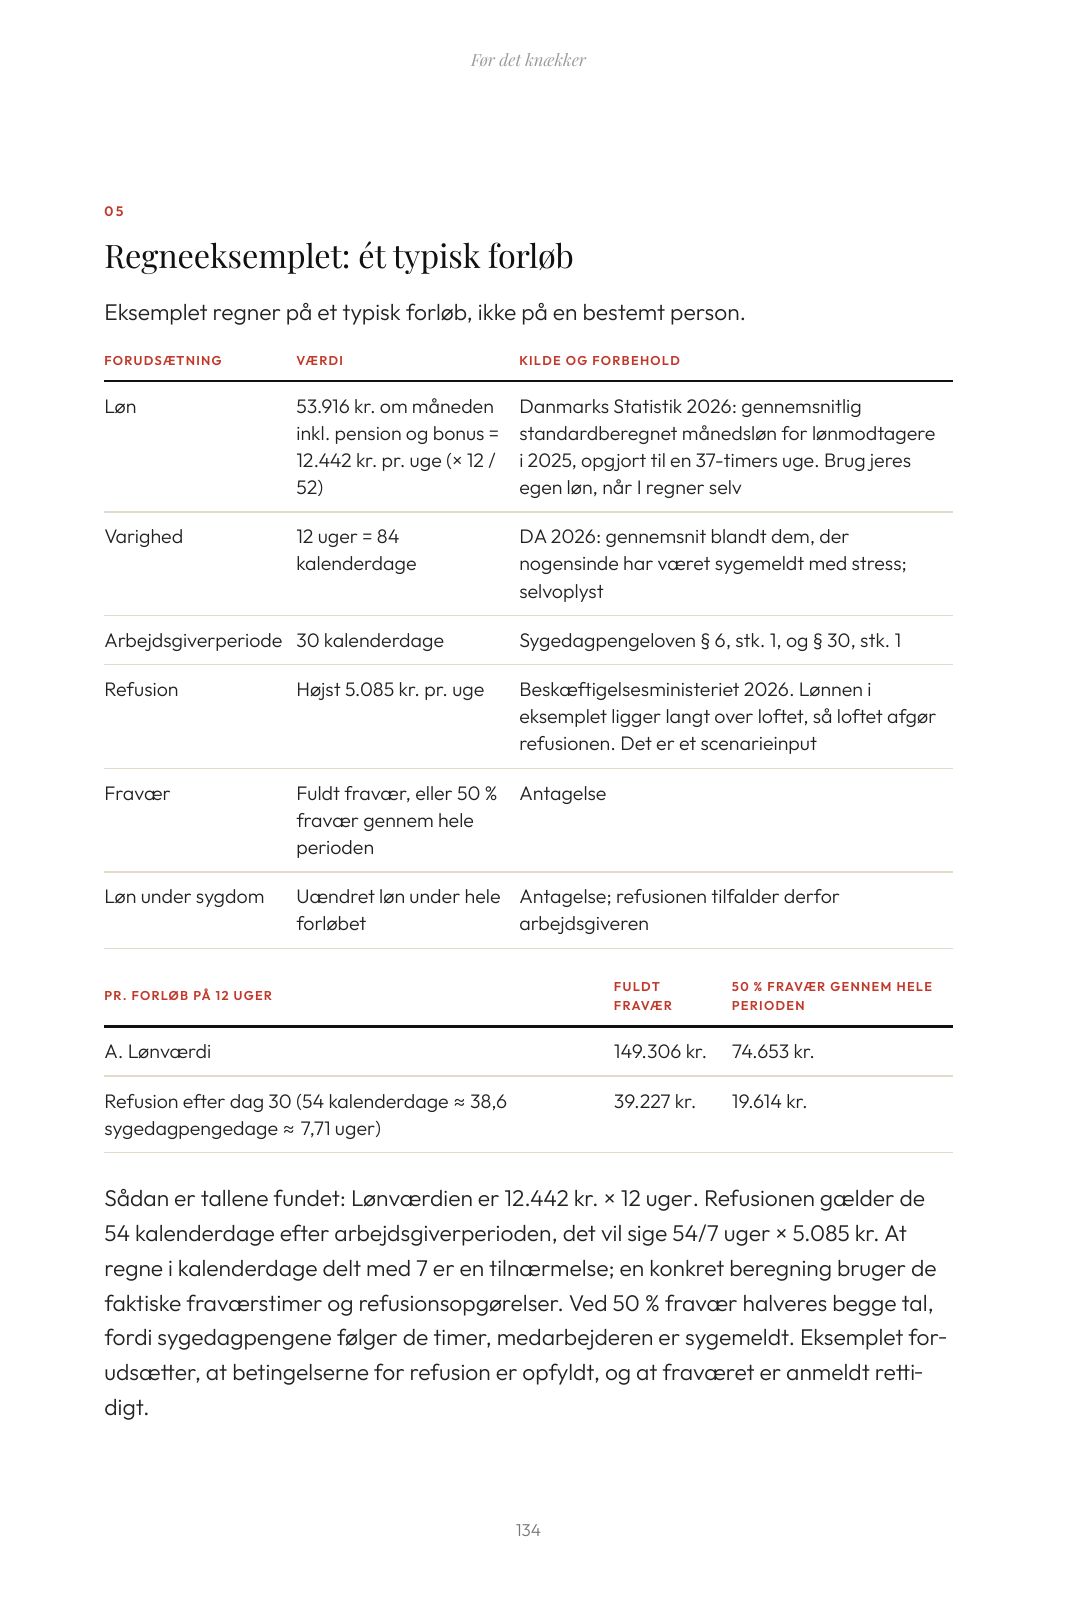 Før det knækker
05
Regneeksemplet: ét typisk forløb
Eksemplet regner på et typisk forløb, ikke på en bestemt person.
FORUDSÆTNING VÆRDI KILDE OG FORBEHOLD
Løn 53.916 kr. om måneden Danmarks Statistik 2026: gennemsnitlig
inkl. pension og bonus = standardberegnet månedsløn for lønmodtagere
12.442 kr. pr. uge (× 12 / i 2025, opgjort til en 37-timers uge. Brug jeres
52) egen løn, når I regner selv
Varighed 12 uger = 84 DA 2026: gennemsnit blandt dem, der
kalenderdage nogensinde har været sygemeldt med stress;
selvoplyst
Arbejdsgiverperiode 30 kalenderdage Sygedagpengeloven § 6, stk. 1, og § 30, stk. 1
Refusion Højst 5.085 kr. pr. uge Beskæftigelsesministeriet 2026. Lønnen i
eksemplet ligger langt over loftet, så loftet afgør
refusionen. Det er et scenarieinput
Fravær Fuldt fravær, eller 50 % Antagelse
fravær gennem hele
perioden
Løn under sygdom Uændret løn under hele Antagelse; refusionen tilfalder derfor
forløbet arbejdsgiveren
PR. FORLØB PÅ 12 UGER FULDT 50 % FRAVÆR GENNEM HELE
FRAVÆR PERIODEN
A. Lønværdi 149.306 kr. 74.653 kr.
Refusion efter dag 30 (54 kalenderdage ≈ 38,6 39.227 kr. 19.614 kr.
sygedagpengedage ≈ 7,71 uger)
Sådan er tallene fundet: Lønværdien er 12.442 kr. × 12 uger. Refusionen gælder de
54 kalenderdage efter arbejdsgiverperioden, det vil sige 54/7 uger × 5.085 kr. At
regne i kalenderdage delt med 7 er en tilnærmelse; en konkret beregning bruger de
faktiske fraværstimer og refusionsopgørelser. Ved 50 % fravær halveres begge tal,
fordi sygedagpengene følger de timer, medarbejderen er sygemeldt. Eksemplet for-
udsætter, at betingelserne for refusion er opfyldt, og at fraværet er anmeldt retti-
digt.
134